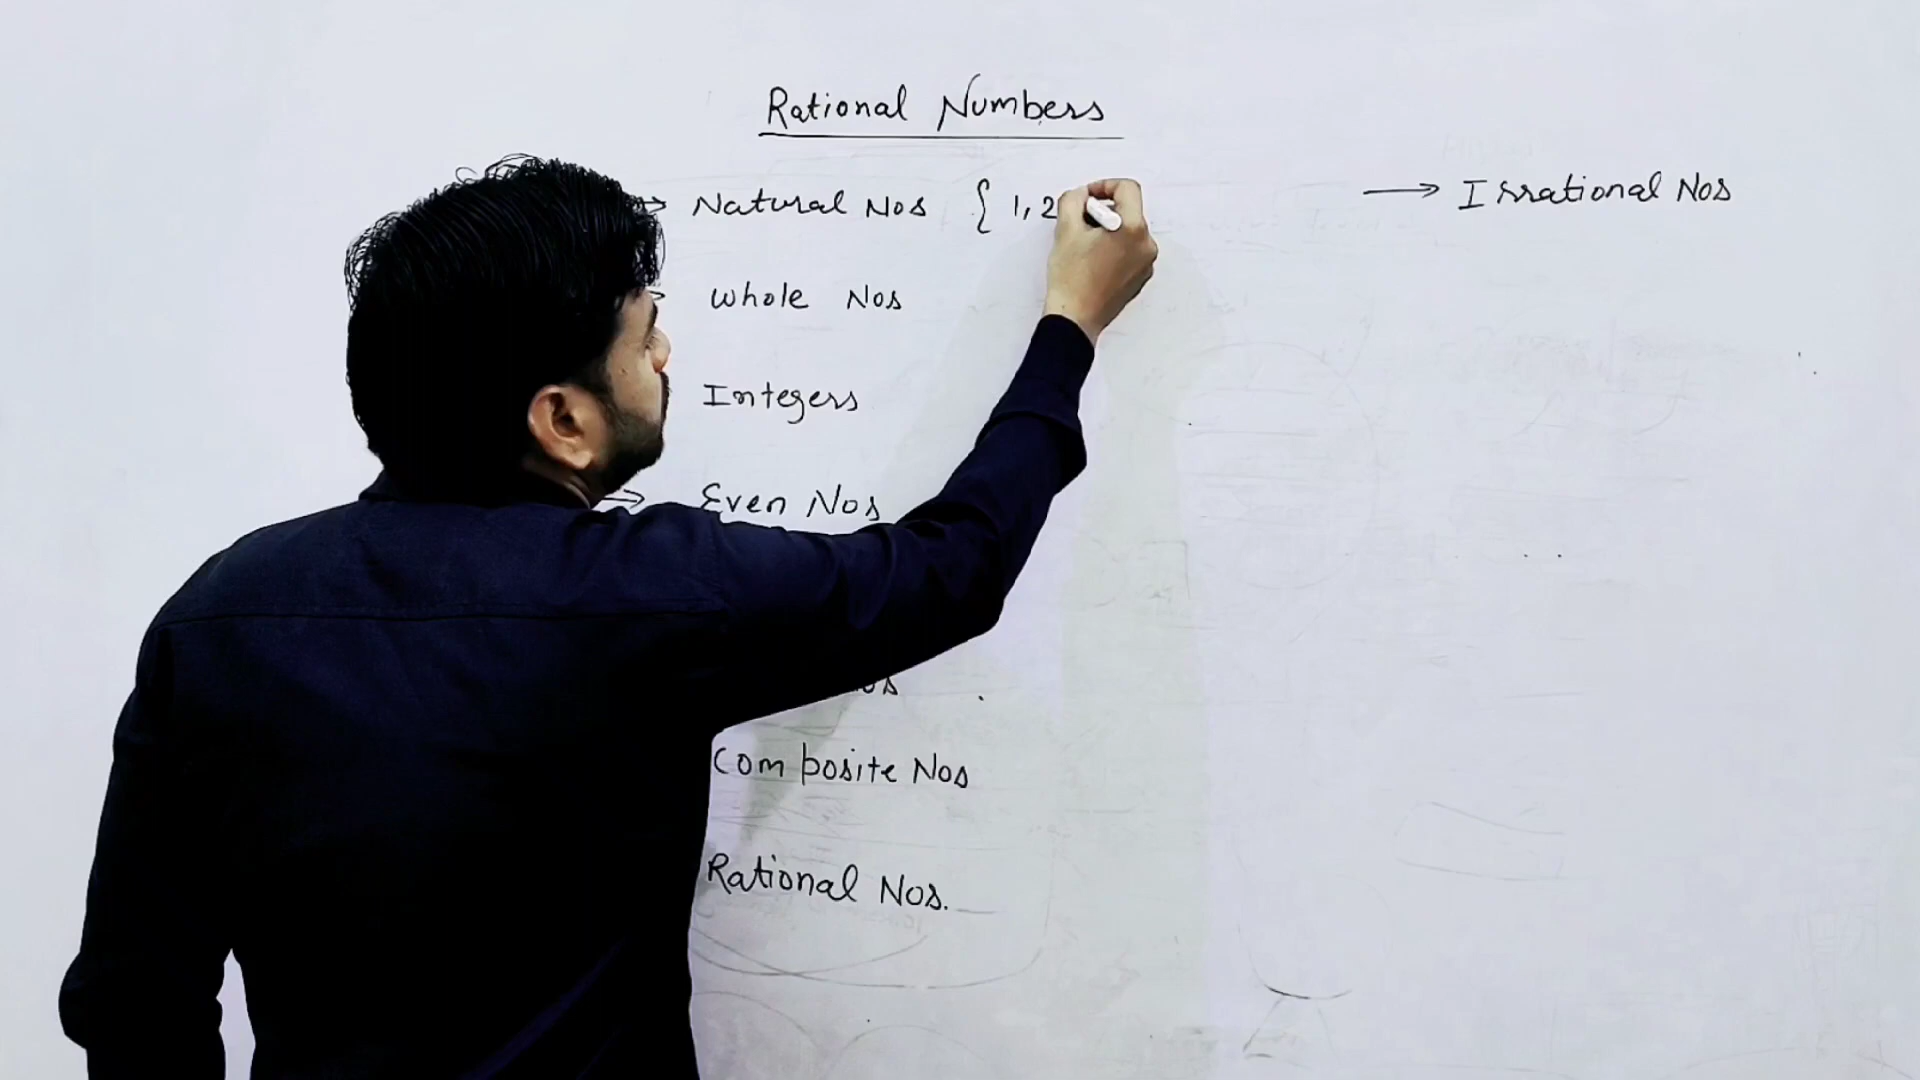 Rational Numbers
→ Natural Nos { 1, 2
→ Irrational Nos
Whole Nos
Integers
→ Even Nos
Composite Nos
Rational Nos.